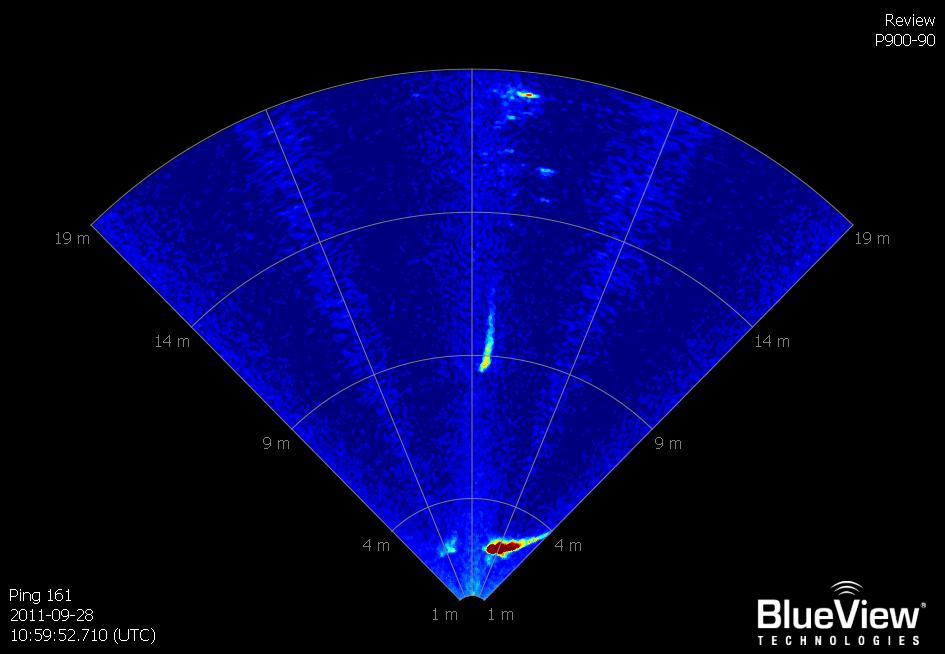 Review
P900-90
19 m
19 m
14 m
14 m
9 m
9 m
4 m
4 m
1 m
1 m
Ping 161
2011-09-28
10:59:52.710 (UTC)
BlueView®
TECHNOLOGIES